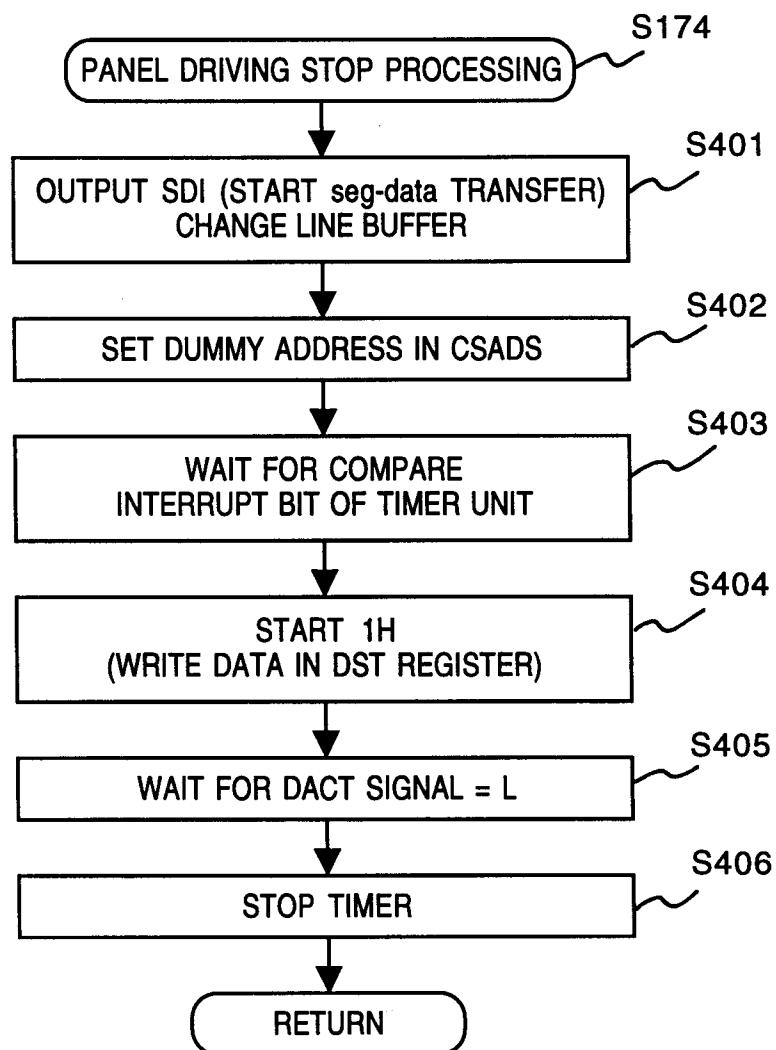 S174
PANEL DRIVING STOP PROCESSING
S401
OUTPUT SDI (START seg-data TRANSFER)
CHANGE LINE BUFFER
S402
SET DUMMY ADDRESS IN CSADS
S403
WAIT FOR COMPARE
INTERRUPT BIT OF TIMER UNIT
S404
START 1H
(WRITE DATA IN DST REGISTER)
S405
WAIT FOR DACT SIGNAL = L
S406
STOP TIMER
RETURN